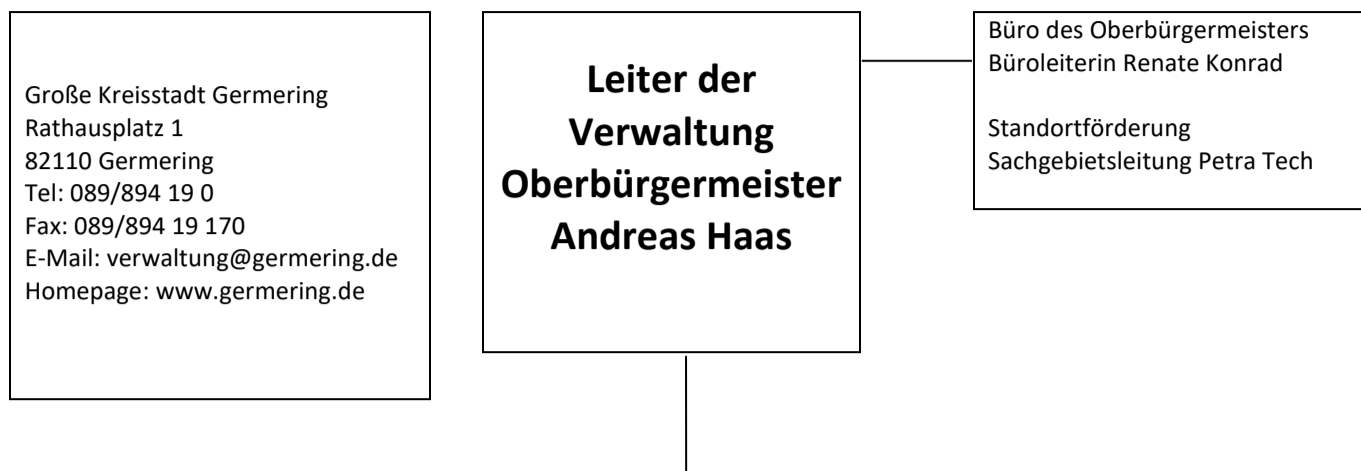 Große Kreisstadt Germering
Rathausplatz 1
82110 Germering
Tel: 089/894 19 0
Fax: 089/894 19 170
E-Mail: verwaltung@germering.de
Homepage: www.germering.de
Leiter der
Verwaltung
Oberbürgermeister
Andreas Haas
Büro des Oberbürgermeisters
Büroleiterin Renate Konrad
Standortförderung
Sachgebietsleitung Petra Tech